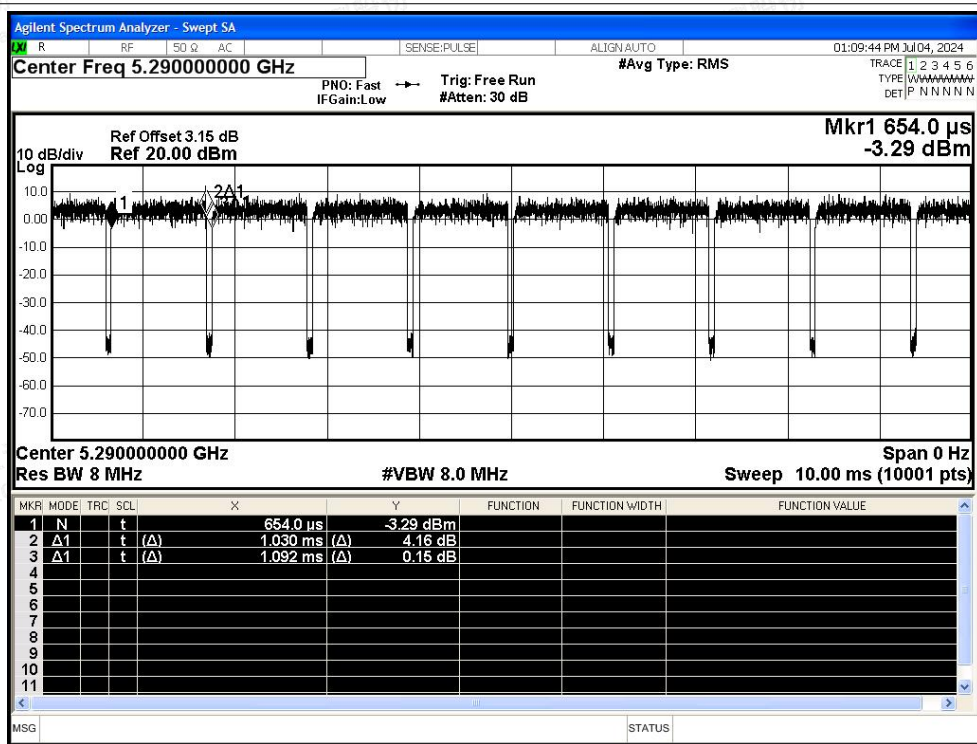 Agilent Spectrum Analyzer - Swept SA
LXI R RF 50 Ω AC SENSE:PULSE ALIGN AUTO 01:09:44 PM Jul 04, 2024
Center Freq 5.290000000 GHz #Avg Type: RMS TRACE 1 2 3 4 5 6
PNO: Fast Trig: Free Run TYPE WWWWWW
IFGain:Low #Atten: 30 dB DET P N N N N N
Ref Offset 3.15 dB Mkr1 654.0 µs
10 dB/div Ref 20.00 dBm -3.29 dBm
Log
10.0
1 2Δ1
0.00
-10.0
-20.0
-30.0
-40.0
-50.0
-60.0
-70.0
Center 5.290000000 GHz Span 0 Hz
Res BW 8 MHz #VBW 8.0 MHz Sweep 10.00 ms (10001 pts)
MKR MODE TRC SCL X Y FUNCTION FUNCTION WIDTH FUNCTION VALUE
1 N t 654.0 µs -3.29 dBm
2 Δ1 t (Δ) 1.030 ms (Δ) 4.16 dB
3 Δ1 t (Δ) 1.092 ms (Δ) 0.15 dB
4
5
6
7
8
9
10
11
MSG STATUS